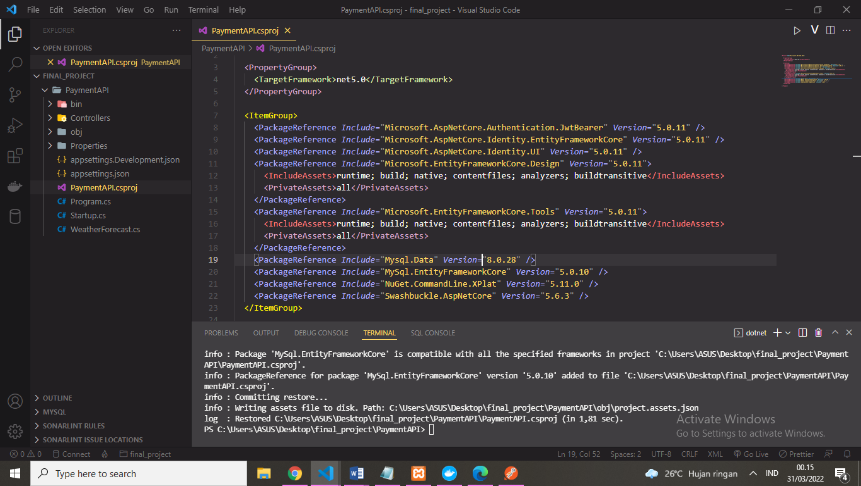 File Edit Selection View Go Run Terminal Help
PaymentAPI.csproj - final_project - Visual Studio Code
EXPLORER
OPEN EDITORS
PaymentAPI.csproj PaymentAPI
FINAL_PROJECT
PaymentAPI
bin
Controllers
obj
Properties
appsettings.Development.json
appsettings.json
PaymentAPI.csproj
C# Program.cs
C# Startup.cs
C# WeatherForecast.cs
OUTLINE
MYSQL
SONARLINT RULES
SONARLINT ISSUE LOCATIONS
PaymentAPI.csproj
PaymentAPI > PaymentAPI.csproj
3 <PropertyGroup>
4 <TargetFramework>net5.0</TargetFramework>
5 </PropertyGroup>
6
7 <ItemGroup>
8 <PackageReference Include="Microsoft.AspNetCore.Authentication.JwtBearer" Version="5.0.11" />
9 <PackageReference Include="Microsoft.AspNetCore.Identity.EntityFrameworkCore" Version="5.0.11" />
10 <PackageReference Include="Microsoft.AspNetCore.Identity.UI" Version="5.0.11" />
11 <PackageReference Include="Microsoft.EntityFrameworkCore.Design" Version="5.0.11">
12 <IncludeAssets>runtime; build; native; contentfiles; analyzers; buildtransitive</IncludeAssets>
13 <PrivateAssets>all</PrivateAssets>
14 </PackageReference>
15 <PackageReference Include="Microsoft.EntityFrameworkCore.Tools" Version="5.0.11">
16 <IncludeAssets>runtime; build; native; contentfiles; analyzers; buildtransitive</IncludeAssets>
17 <PrivateAssets>all</PrivateAssets>
18 </PackageReference>
19 <PackageReference Include="Mysql.Data" Version="8.0.28" />
20 <PackageReference Include="MySql.EntityFrameworkCore" Version="5.0.10" />
21 <PackageReference Include="NuGet.CommandLine.XPlat" Version="5.11.0" />
22 <PackageReference Include="Swashbuckle.AspNetCore" Version="5.6.3" />
23 </ItemGroup>
PROBLEMS OUTPUT DEBUG CONSOLE TERMINAL SQL CONSOLE
dotnet
info : Package 'MySql.EntityFrameworkCore' is compatible with all the specified frameworks in project 'C:\Users\ASUS\Desktop\final_project\Payment
API\PaymentAPI.csproj'.
info : PackageReference for package 'MySql.EntityFrameworkCore' version '5.0.10' added to file 'C:\Users\ASUS\Desktop\final_project\PaymentAPI\Pay
mentAPI.csproj'.
info : Committing restore...
info : Writing assets file to disk. Path: C:\Users\ASUS\Desktop\final_project\PaymentAPI\obj\project.assets.json
log : Restored C:\Users\ASUS\Desktop\final_project\PaymentAPI\PaymentAPI.csproj (in 1,81 sec).
PS C:\Users\ASUS\Desktop\final_project\PaymentAPI>
Activate Windows
Go to Settings to activate Windows.
0 0 Connect final_project
Ln 19, Col 52 Spaces: 2 UTF-8 CRLF XML Go Live Prettier
Type here to search
26°C Hujan ringan
IND
00.15
31/03/2022
4